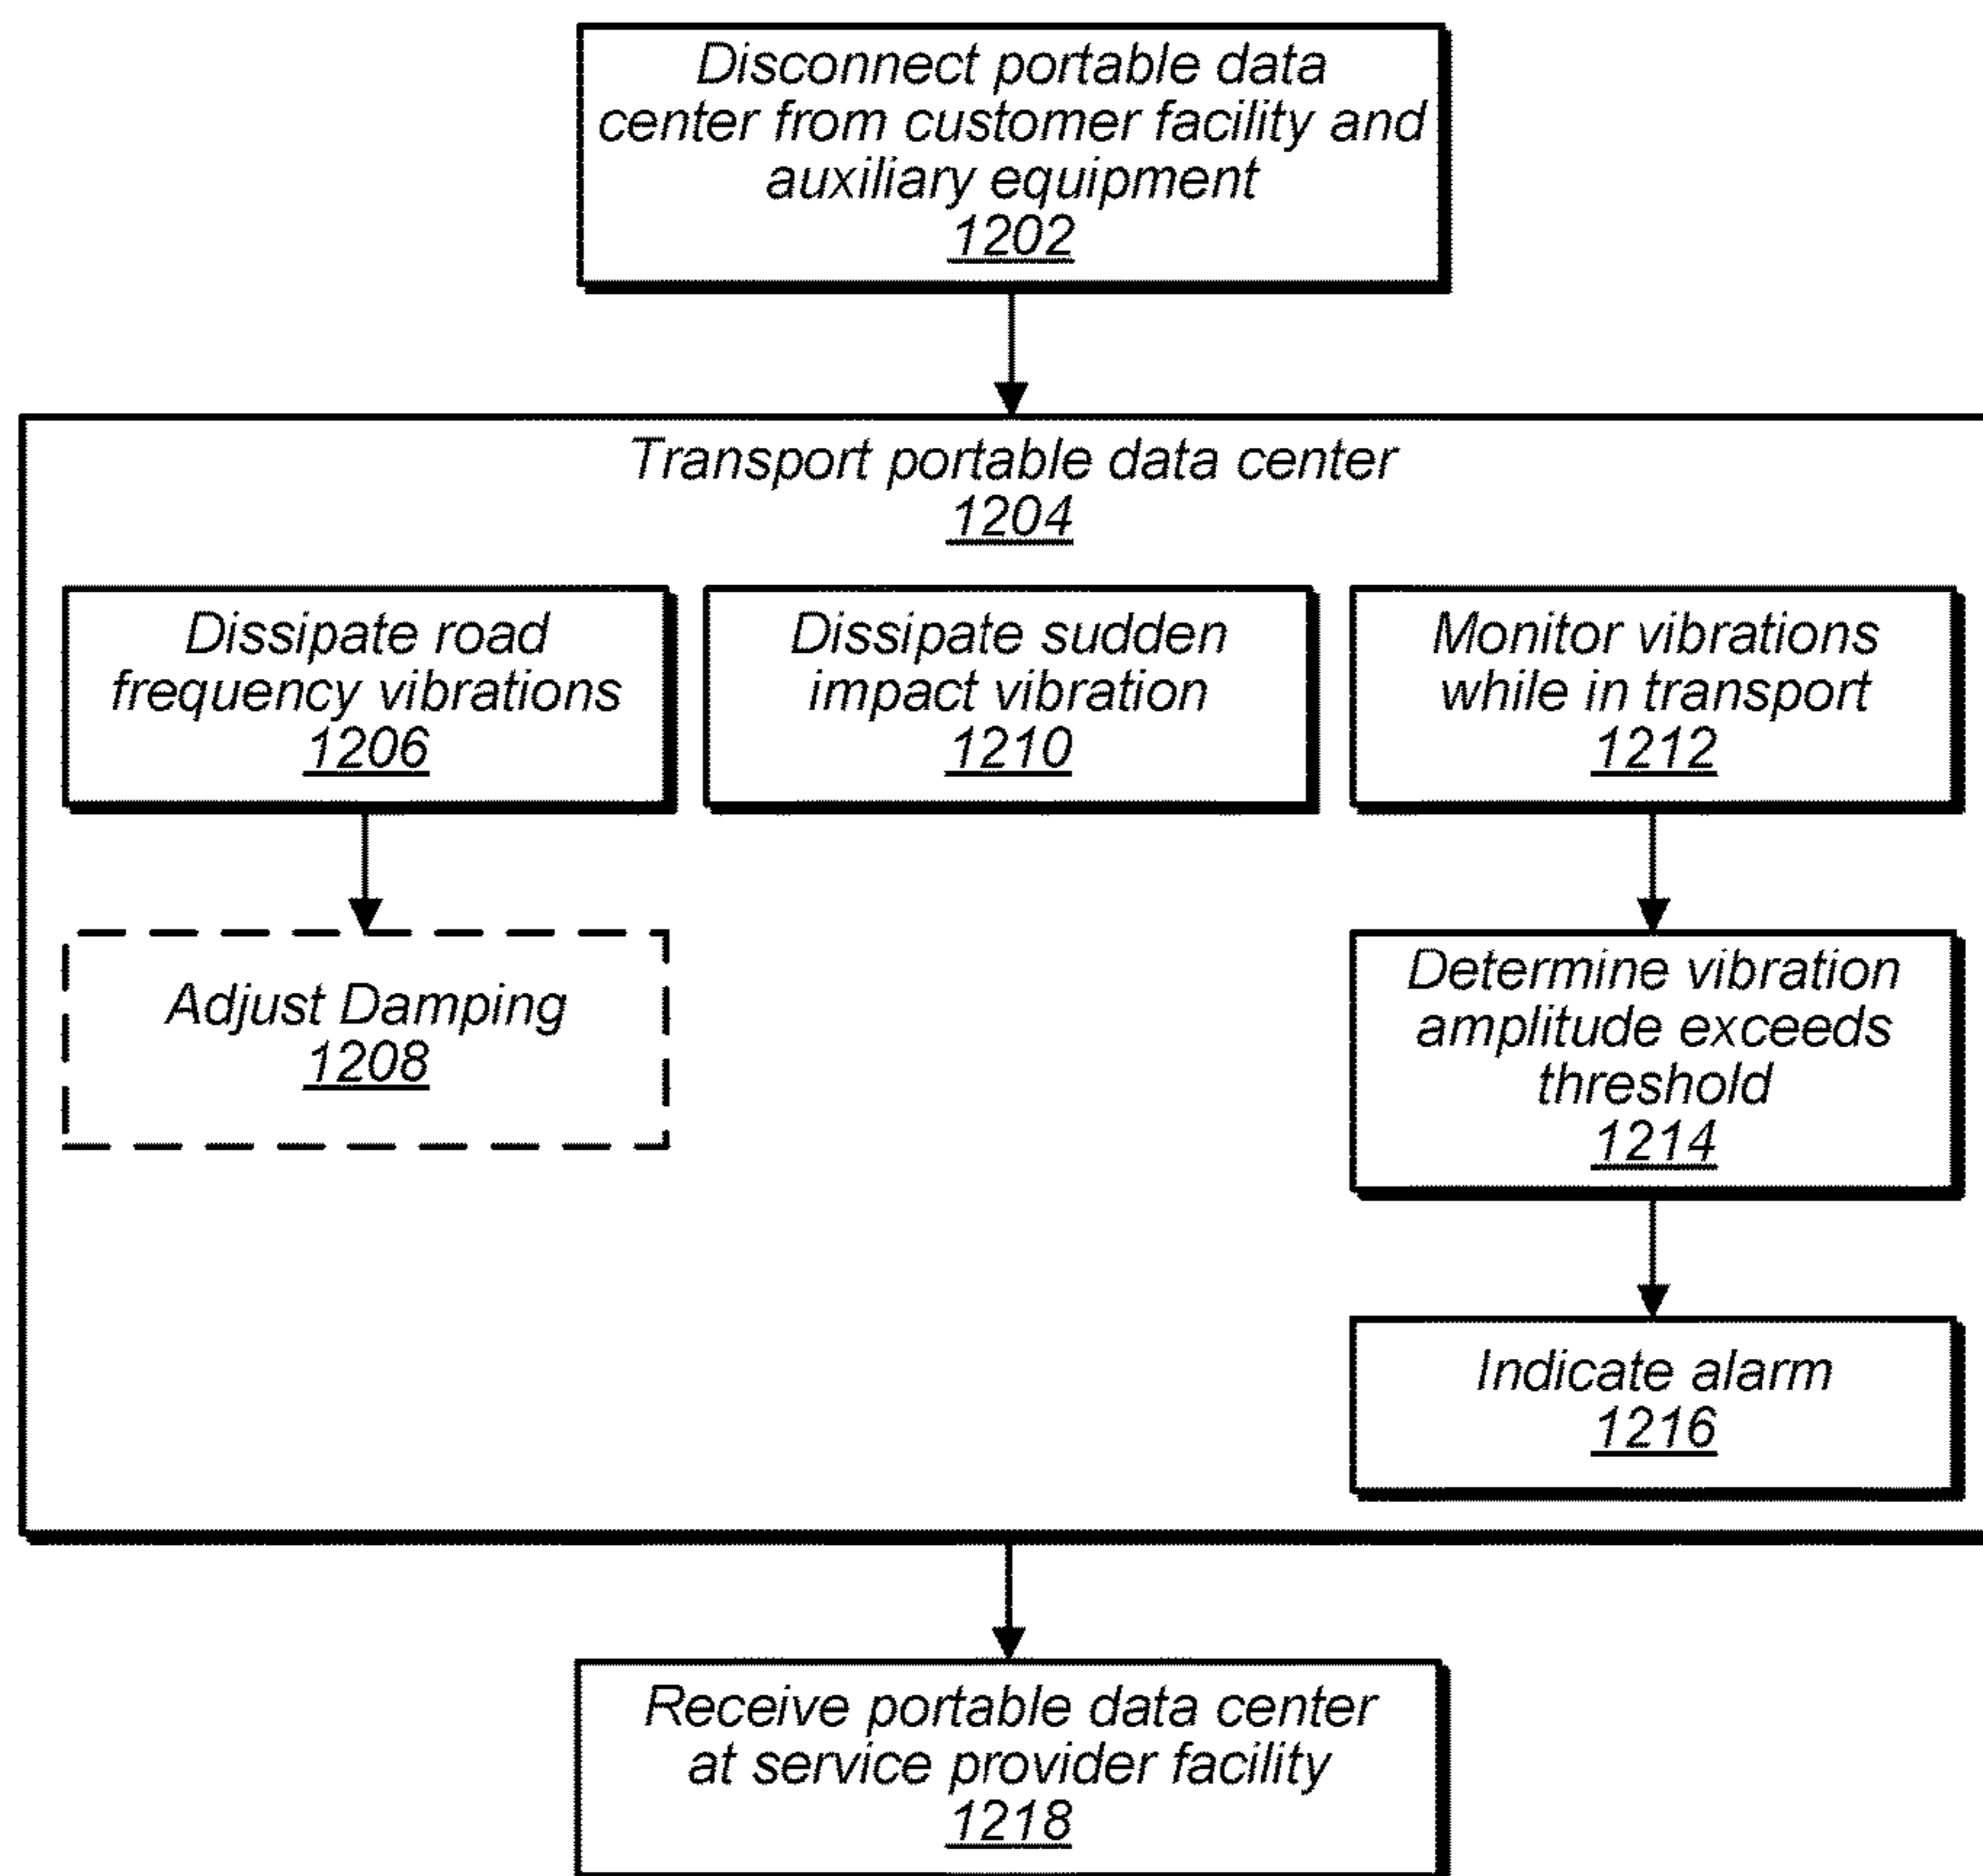 Disconnect portable data
center from customer facility and
auxiliary equipment
1202
Transport portable data center
1204
Dissipate road
frequency vibrations
1206
Adjust Damping
1208
Dissipate sudden
impact vibration
1210
Monitor vibrations
while in transport
1212
Determine vibration
amplitude exceeds
threshold
1214
Indicate alarm
1216
Receive portable data center
at service provider facility
1218